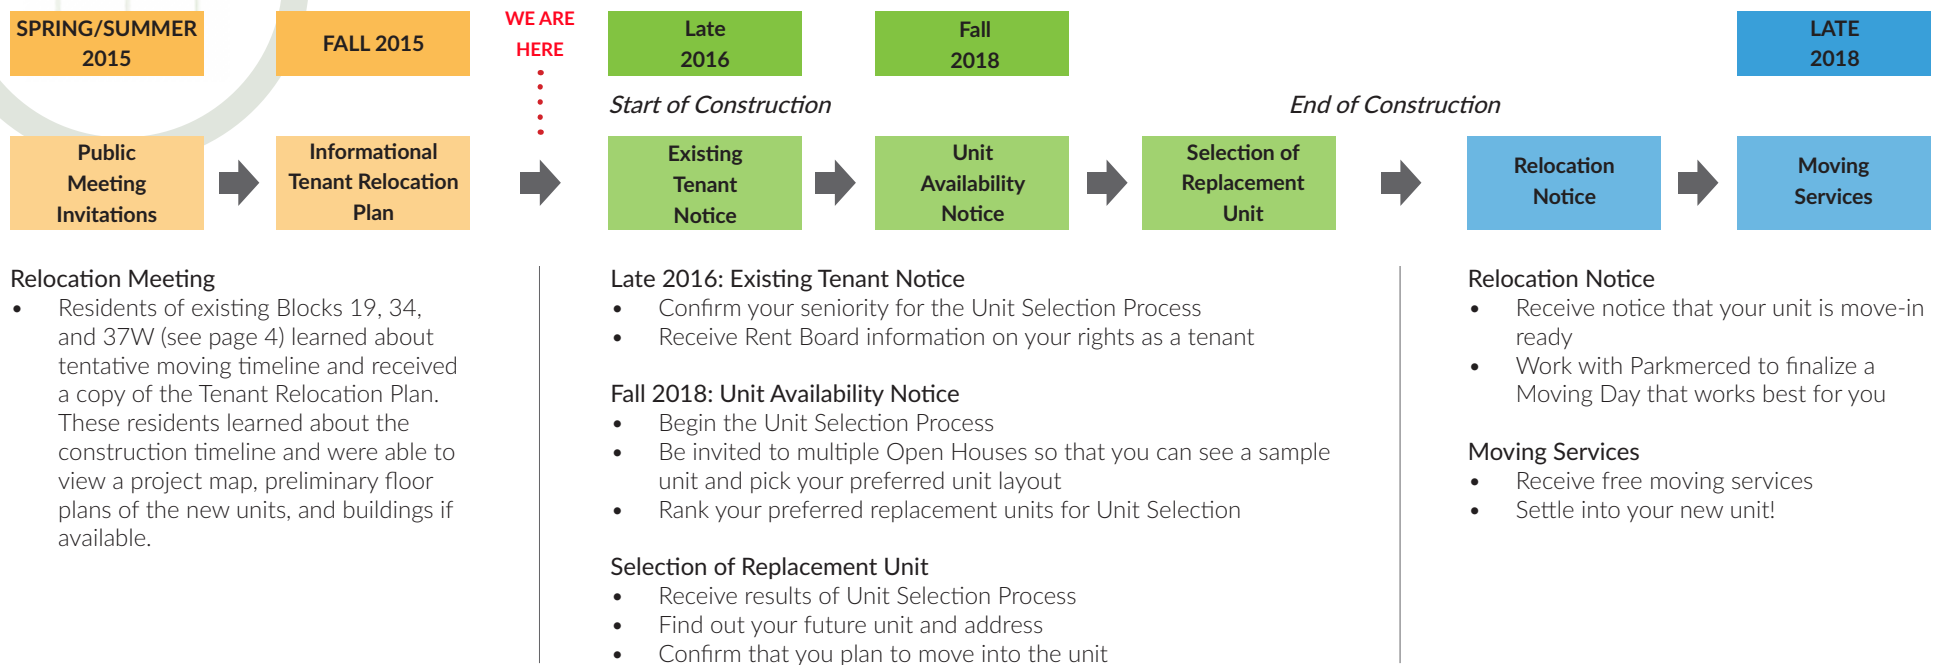 SPRING/SUMMER
2015
FALL 2015
WE ARE
HERE
Late
2016
Fall
2018
LATE
2018
Start of Construction
End of Construction
Public
Meeting
Invitations
Informational
Tenant Relocation
Plan
Existing
Tenant
Notice
Unit
Availability
Notice
Selection of
Replacement
Unit
Relocation
Notice
Moving
Services
Relocation Meeting
• Residents of existing Blocks 19, 34,
and 37W (see page 4) learned about
tentative moving timeline and received
a copy of the Tenant Relocation Plan.
These residents learned about the
construction timeline and were able to
view a project map, preliminary floor
plans of the new units, and buildings if
available.
Late 2016: Existing Tenant Notice
• Confirm your seniority for the Unit Selection Process
• Receive Rent Board information on your rights as a tenant
Fall 2018: Unit Availability Notice
• Begin the Unit Selection Process
• Be invited to multiple Open Houses so that you can see a sample
unit and pick your preferred unit layout
• Rank your preferred replacement units for Unit Selection
Selection of Replacement Unit
• Receive results of Unit Selection Process
• Find out your future unit and address
• Confirm that you plan to move into the unit
Relocation Notice
• Receive notice that your unit is move-in
ready
• Work with Parkmerced to finalize a
Moving Day that works best for you
Moving Services
• Receive free moving services
• Settle into your new unit!